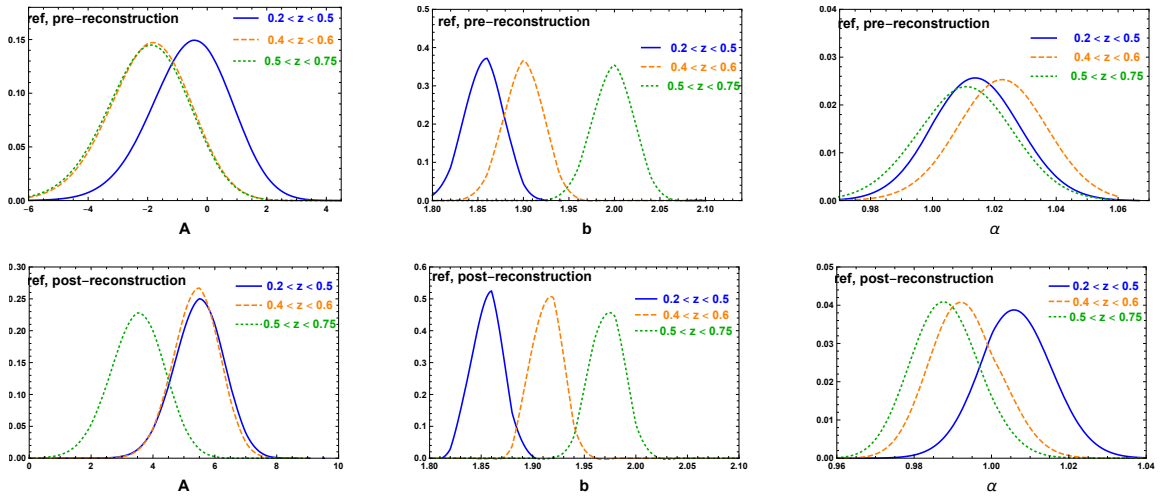 ref, pre−reconstruction
0.2 < z < 0.5
0.4 < z < 0.6
0.5 < z < 0.75
0.15
0.10
0.05
0.00
−6 −4 −2 0 2 4
A
ref, pre−reconstruction
0.2 < z < 0.5
0.4 < z < 0.6
0.5 < z < 0.75
0.5
0.4
0.3
0.2
0.1
0.0
1.80 1.85 1.90 1.95 2.00 2.05 2.10
b
ref, pre−reconstruction
0.2 < z < 0.5
0.4 < z < 0.6
0.5 < z < 0.75
0.04
0.03
0.02
0.01
0.00
0.98 1.00 1.02 1.04 1.06
α
ref, post−reconstruction
0.2 < z < 0.5
0.4 < z < 0.6
0.5 < z < 0.75
0.30
0.25
0.20
0.15
0.10
0.05
0.00
0 2 4 6 8 10
A
ref, post−reconstruction
0.2 < z < 0.5
0.4 < z < 0.6
0.5 < z < 0.75
0.6
0.5
0.4
0.3
0.2
0.1
0.0
1.80 1.85 1.90 1.95 2.00 2.05 2.10
b
ref, post−reconstruction
0.2 < z < 0.5
0.4 < z < 0.6
0.5 < z < 0.75
0.05
0.04
0.03
0.02
0.01
0.00
0.96 0.98 1.00 1.02 1.04
α